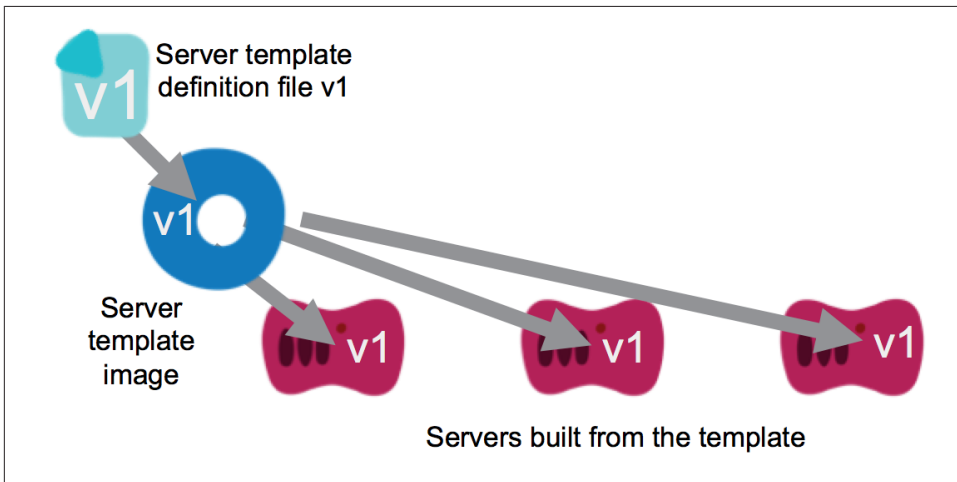 v1
Server template
definition file v1
v1
Server
template
image
v1
v1
v1
Servers built from the template